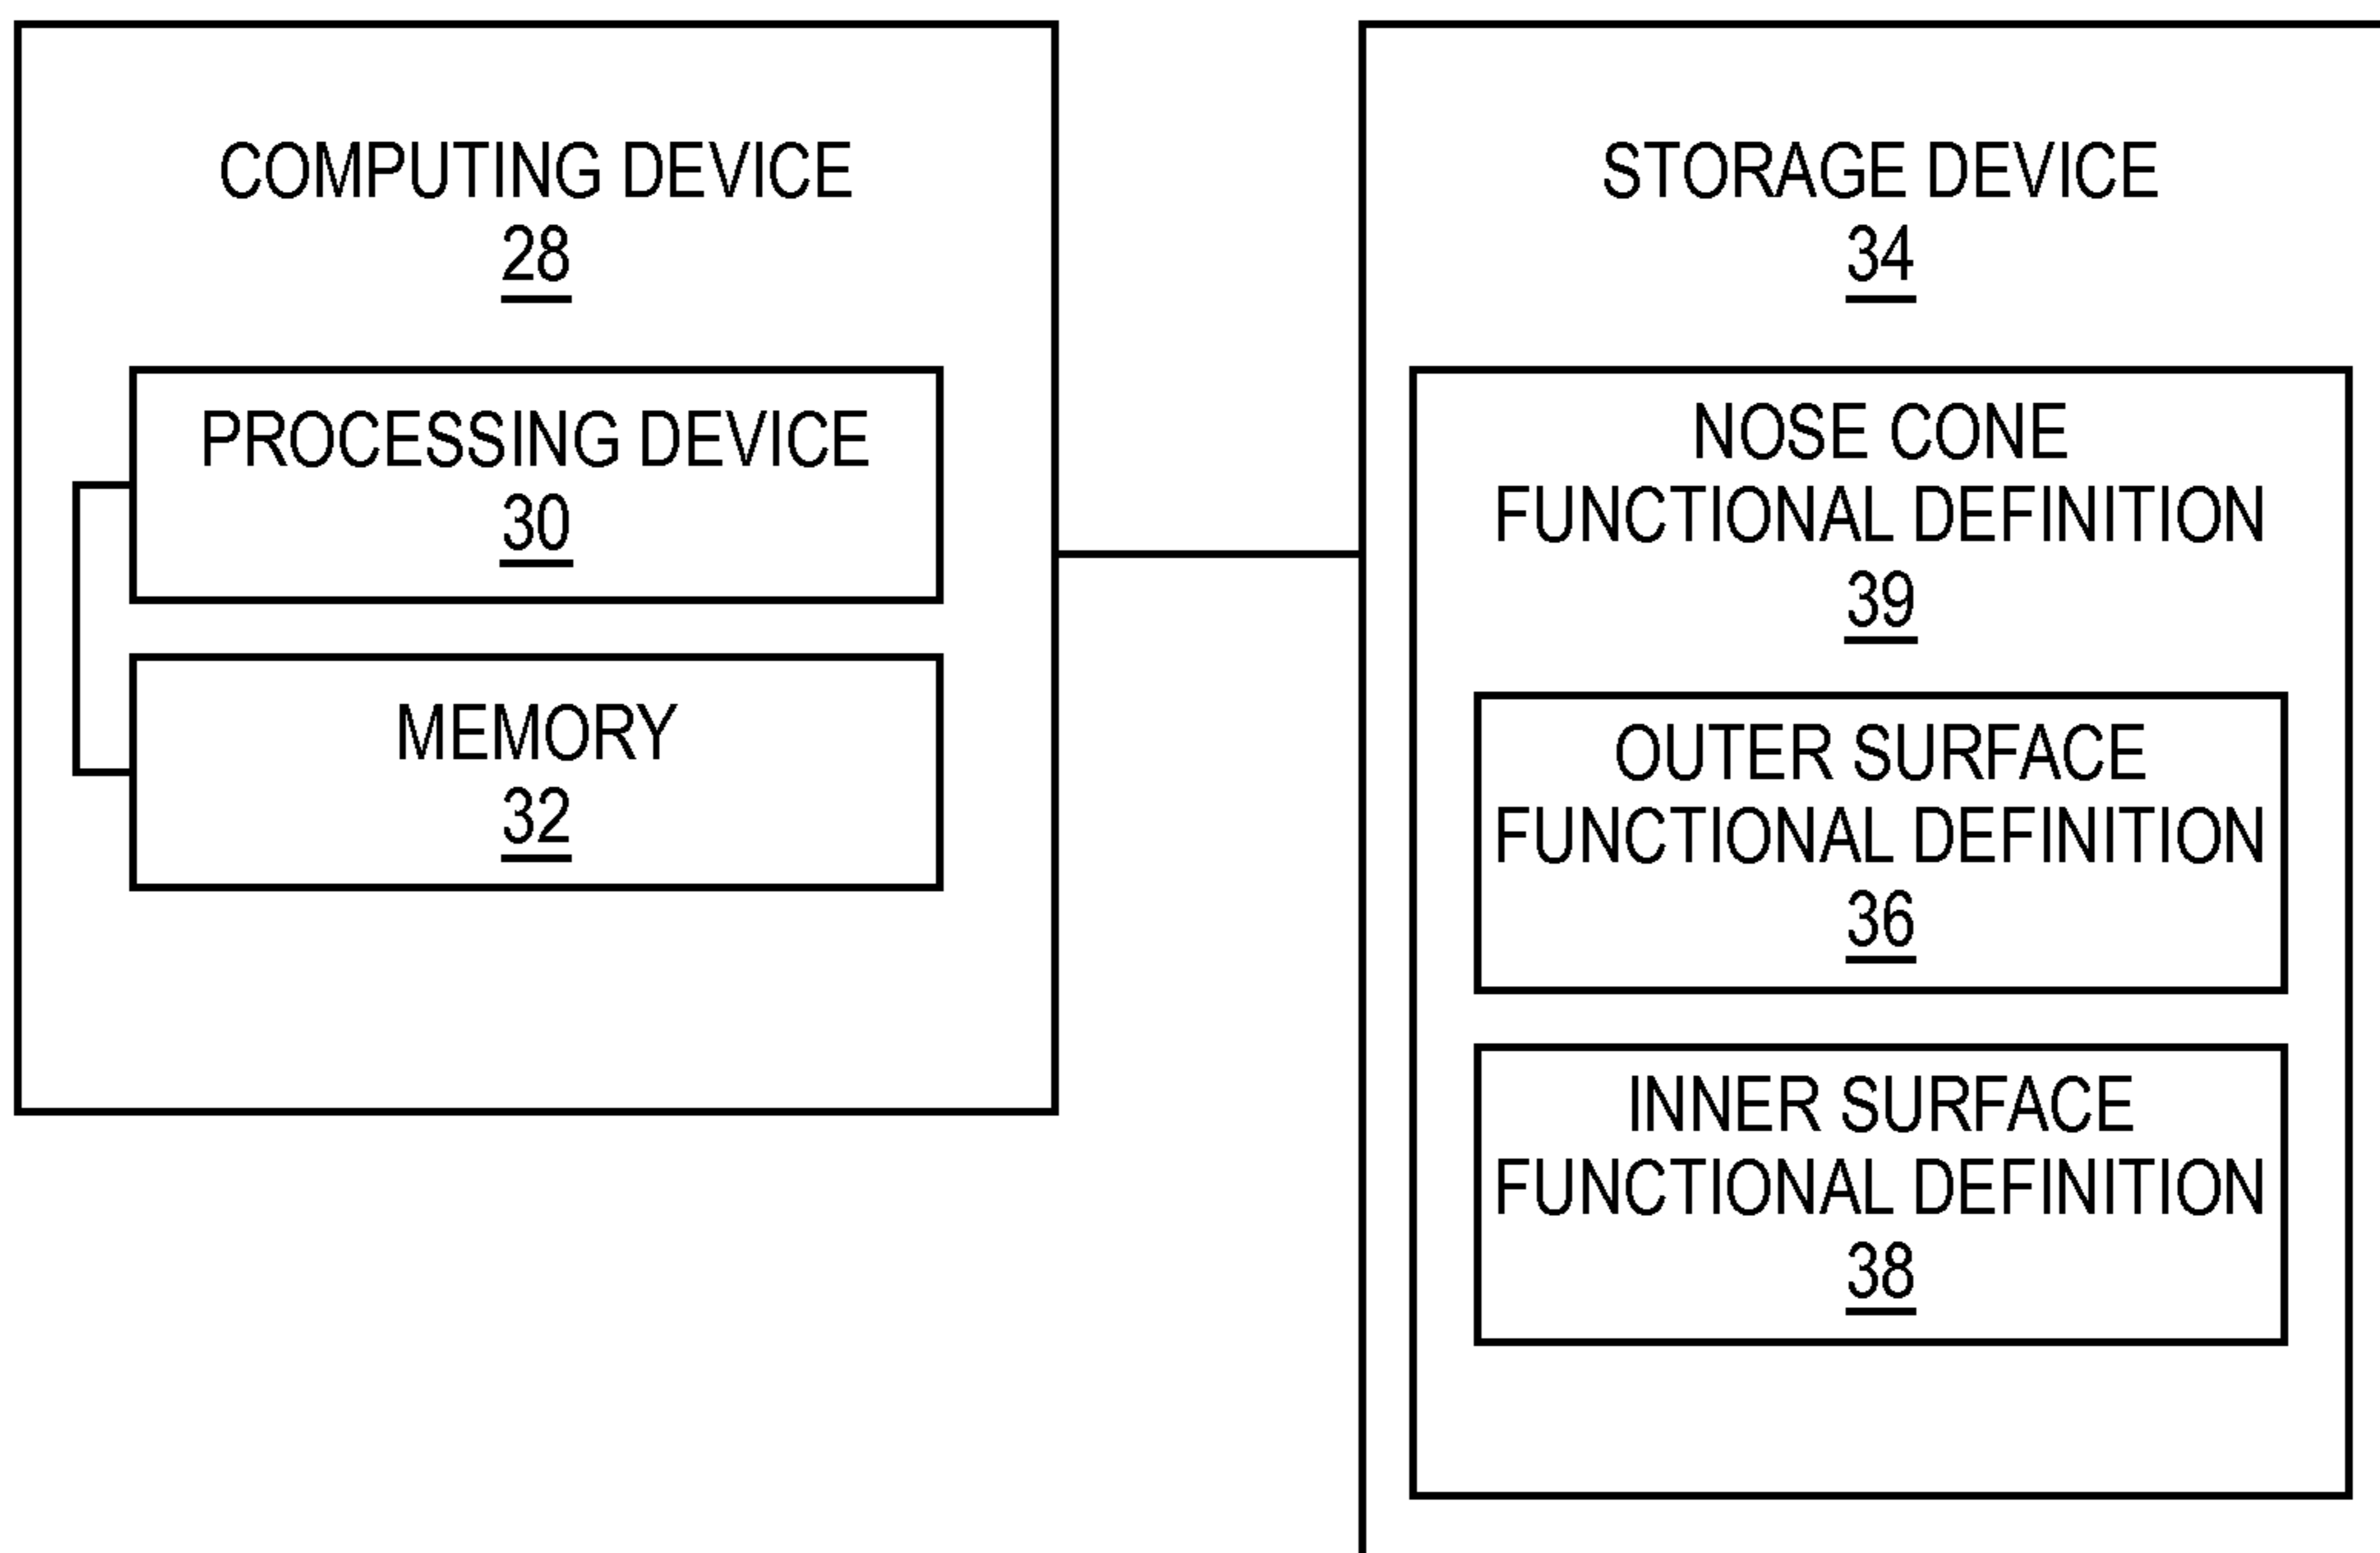 COMPUTING DEVICE
28
PROCESSING DEVICE
30
MEMORY
32
STORAGE DEVICE
34
NOSE CONE
FUNCTIONAL DEFINITION
39
OUTER SURFACE
FUNCTIONAL DEFINITION
36
INNER SURFACE
FUNCTIONAL DEFINITION
38